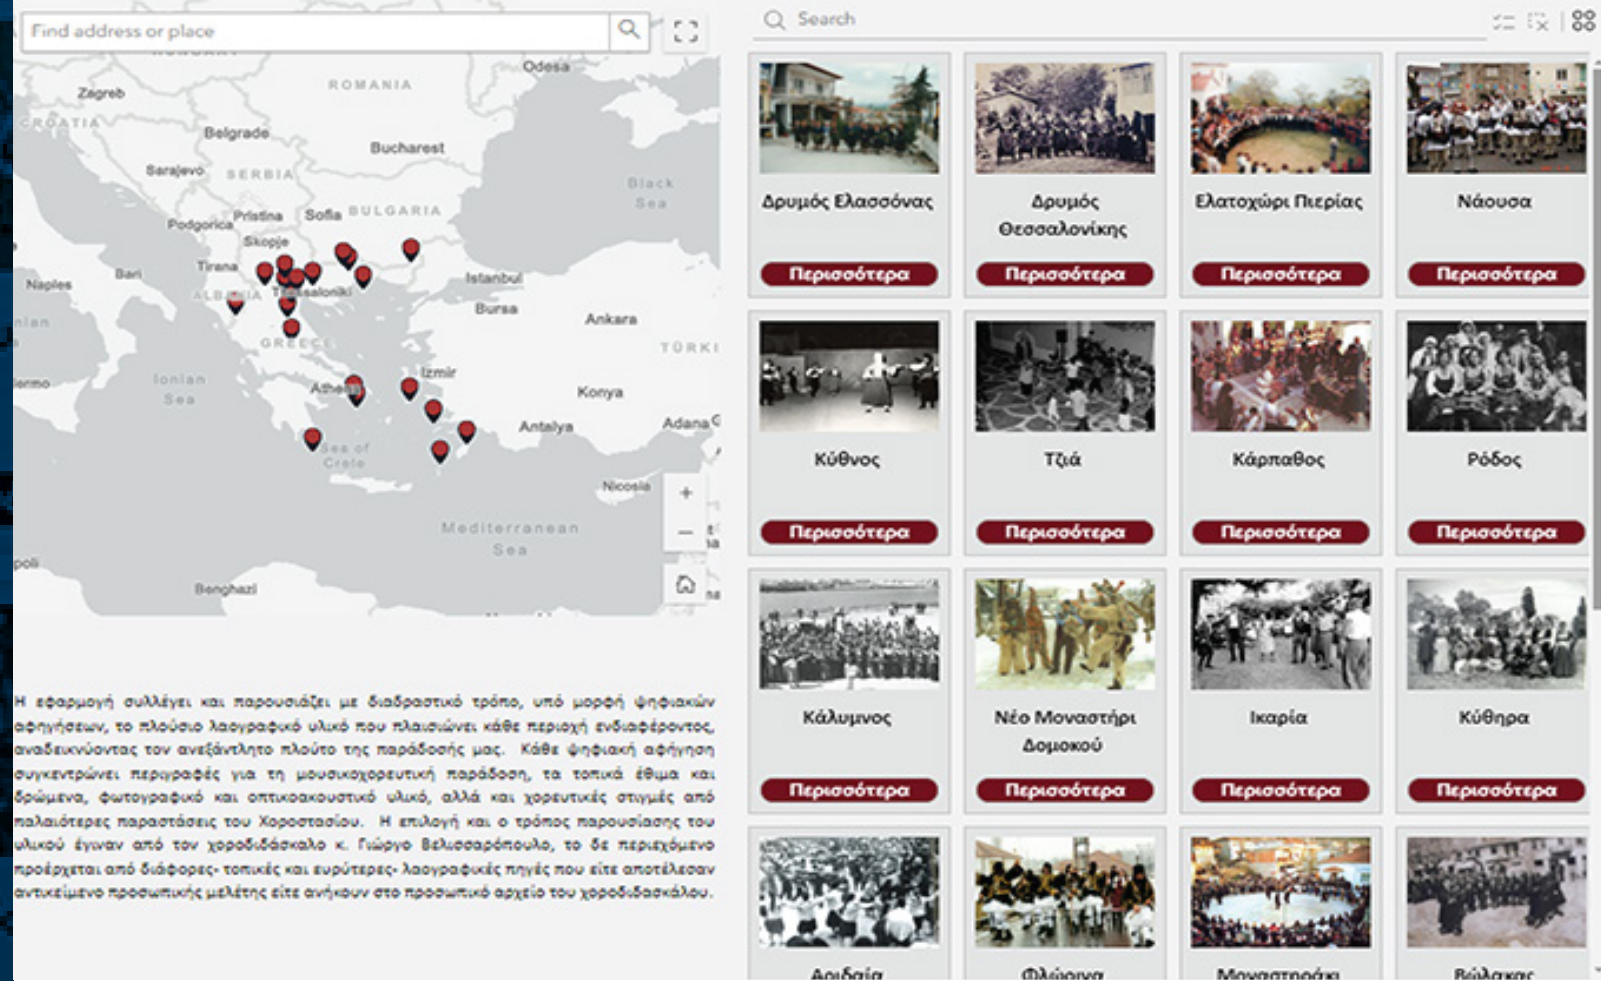 Find address or place
Odesa
ROMANIA
Zagreb
CROATIA
Belgrade
Bucharest
Sarajevo
SERBIA
Black
Sea
Pristina
Sofia
BULGARIA
Podgorica
Skopje
Tirana
Bari
Istanbul
Naples
Bursa
Ankara
GREECE
TÜRKI
Izmir
Ionian
Sea
Konya
Antalya
Adana
Sea of
Crete
Nicosia
Mediterranean
Sea
Benghazi
Η εφαρμογή συλλέγει και παρουσιάζει με διαδραστικό τρόπο, υπό μορφή ψηφιακών
αφηγήσεων, το πλούσιο λαογραφικό υλικό που πλαισιώνει κάθε περιοχή ενδιαφέροντος,
αναδεικνύοντας τον ανεξάντλητο πλούτο της παράδοσής μας. Κάθε ψηφιακή αφήγηση
συγκεντρώνει περιγραφές για τη μουσικοχορευτική παράδοση, τα τοπικά έθιμα και
δρώμενα, φωτογραφικό και οπτικοακουστικό υλικό, αλλά και χορευτικές στιγμές από
παλαιότερες παραστάσεις του Χοροστασίου. Η επιλογή και ο τρόπος παρουσίασης του
υλικού έγιναν από τον χοροδιδάσκαλο κ. Γιώργο Βελισσαρόπουλο, το δε περιεχόμενο
προέρχεται από διάφορες- τοπικές και ευρύτερες- λαογραφικές πηγές που είτε αποτέλεσαν
αντικείμενο προσωπικής μελέτης είτε ανήκουν στο προσωπικό αρχείο του χοροδιδασκάλου.
Search
Δρυμός Ελασσόνας
Περισσότερα
Δρυμός
Θεσσαλονίκης
Περισσότερα
Ελατοχώρι Πιερίας
Περισσότερα
Νάουσα
Περισσότερα
Κύθνος
Περισσότερα
Τζιά
Περισσότερα
Κάρπαθος
Περισσότερα
Ρόδος
Περισσότερα
Κάλυμνος
Περισσότερα
Νέο Μοναστήρι
Δομοκού
Περισσότερα
Ικαρία
Περισσότερα
Κύθηρα
Περισσότερα
Αριδαία
Φλώρινα
Μοναστηράκι
Βώλακας